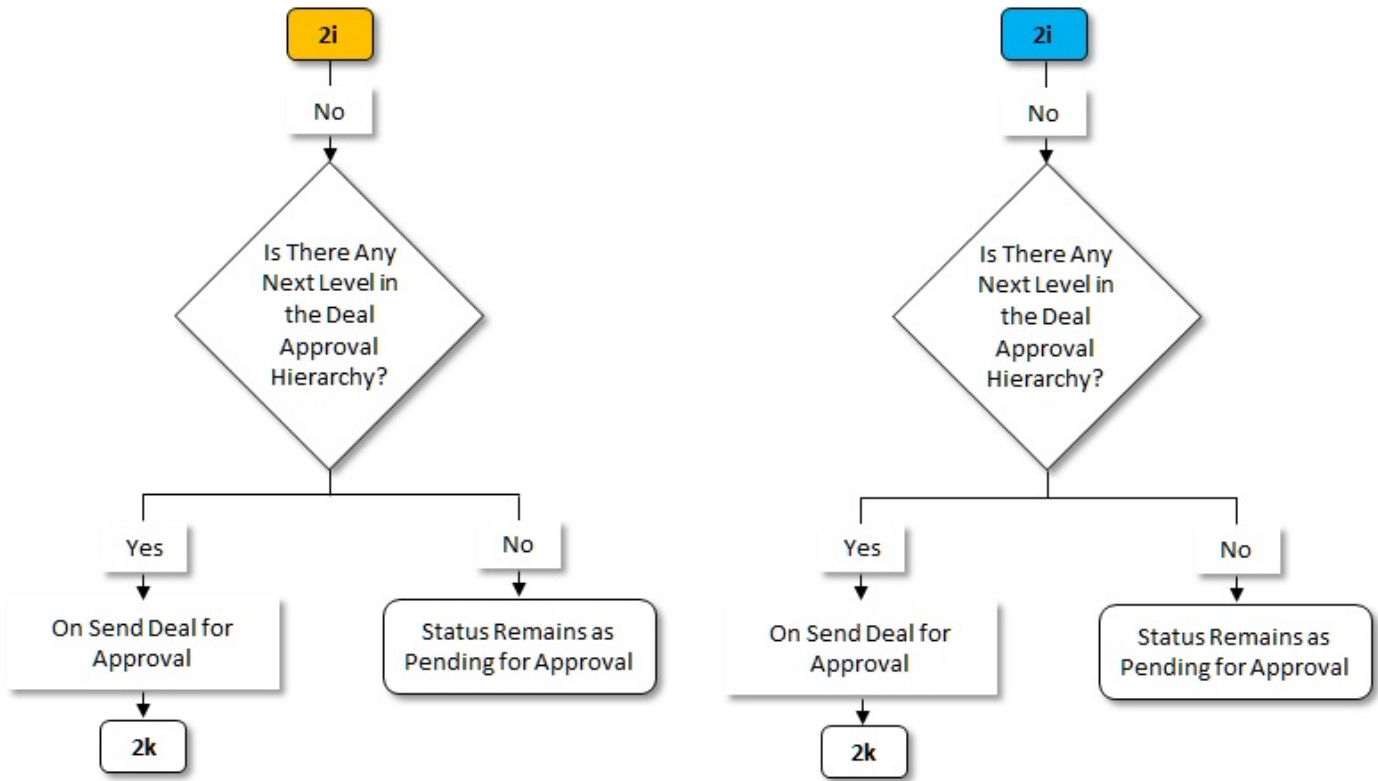 2i
No
Is There Any
Next Level in
the Deal
Approval
Hierarchy?
Yes
No
On Send Deal for
Approval
Status Remains as
Pending for Approval
2k
2i
No
Is There Any
Next Level in
the Deal
Approval
Hierarchy?
Yes
No
On Send Deal for
Approval
Status Remains as
Pending for Approval
2k